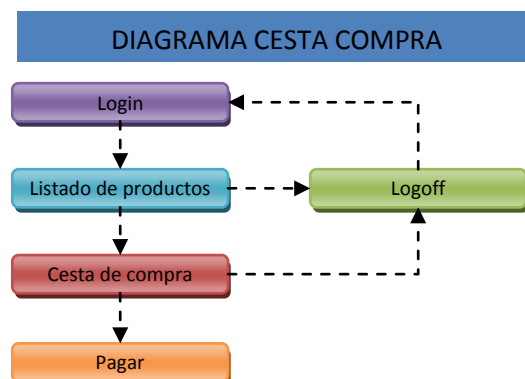 DIAGRAMA CESTA COMPRA
Login
Listado de productos
Logoff
Cesta de compra
Pagar